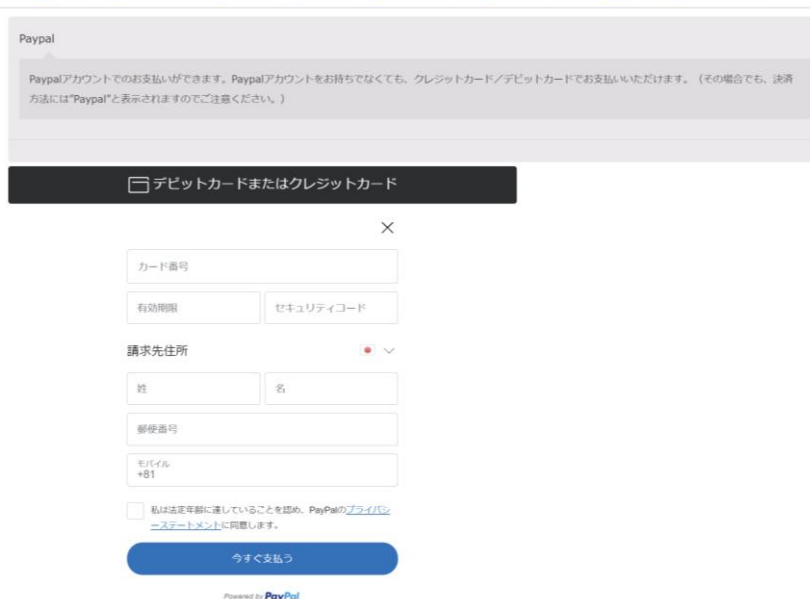 Paypal
Paypalアカウントでのお支払いができます。Paypalアカウントをお持ちでなくても、クレジットカード／デビットカードでお支払いいただけます。（その場合でも、決済
方法には"Paypal"と表示されますのでご注意ください。）
デビットカードまたはクレジットカード
カード番号
有効期限 セキュリティコード
請求先住所
姓 名
郵便番号
モバイル
+81
私は法定年齢に達していることを認め、PayPalのプライバシ
ーステートメントに同意します。
今すぐ支払う
Powered by PayPal